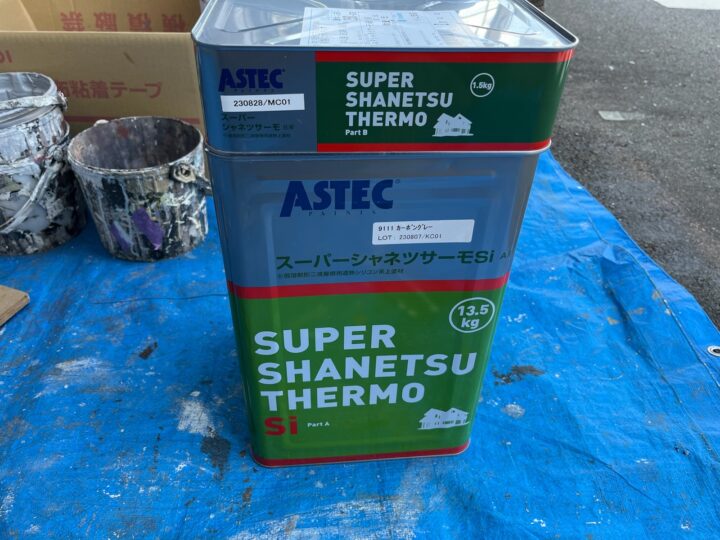 粘着テープ
ASTEC
230828/MC01
スーパー
シャネツサーモ
SUPER
SHANETSU
THERMO
Part B
1.5kg
ASTEC
PAINTS
9111 カーボングレー
LOT: 230807/KC01
スーパーシャネツサーモSi A
13.5
kg
SUPER
SHANETSU
THERMO
Si Part A